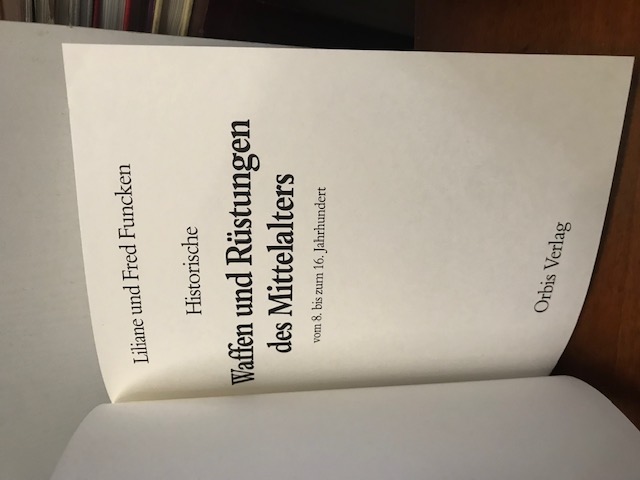 Liliane und Fred Funcken
Historische
Waffen und Rüstungen
des Mittelalters
vom 8. bis zum 16. Jahrhundert
Orbis Verlag